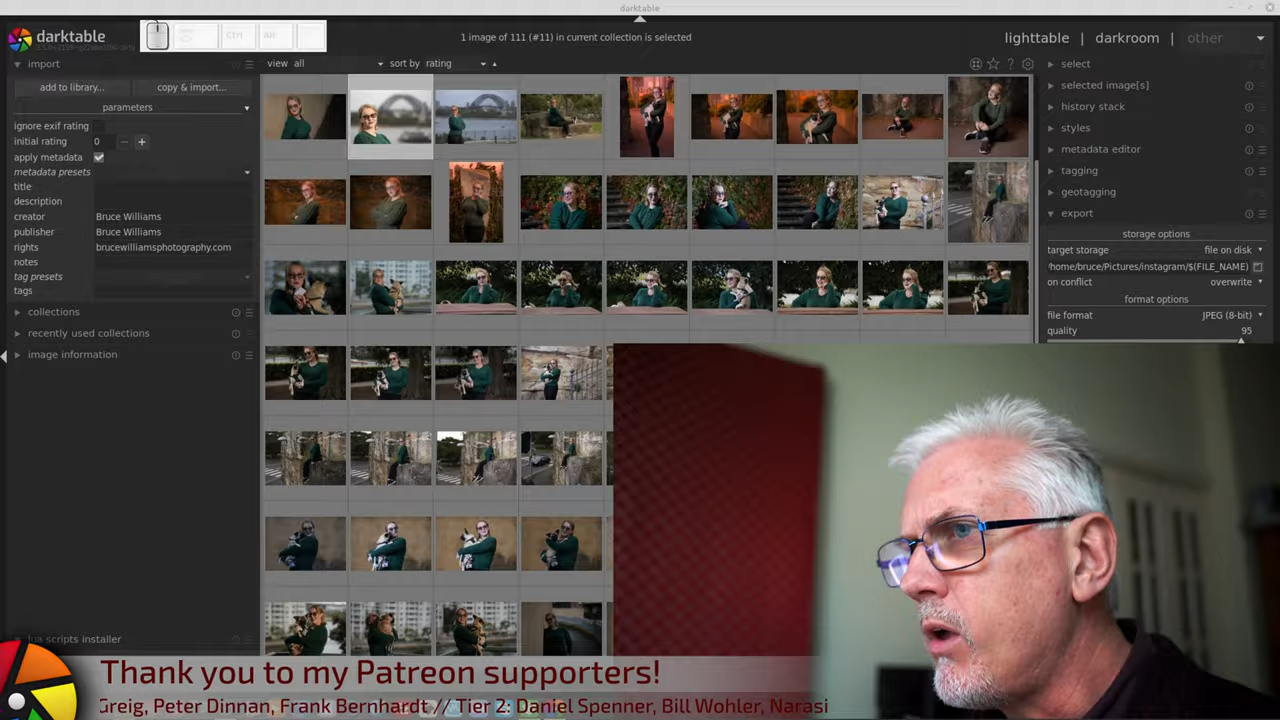 darktable
darktable
Ctrl
Alt
1 image of 111 (#11) in current collection is selected
lighttable | darkroom | other
import
view all
sort by rating
select
add to library...
copy & import...
selected image[s]
parameters
history stack
ignore exif rating
styles
initial rating 0 − +
apply metadata
metadata editor
metadata presets
tagging
title
description
geotagging
creator Bruce Williams
export
publisher Bruce Williams
storage options
rights brucewilliamsphotography.com
target storage file on disk
notes
/home/bruce/Pictures/instagram/$(FILE_NAME)
tag presets
on conflict overwrite
tags
format options
collections
file format JPEG (8-bit)
recently used collections
quality 95
image information
lua scripts installer
Thank you to my Patreon supporters!
Greig, Peter Dinnan, Frank Bernhardt // Tier 2: Daniel Spenner, Bill Wohler, Narasi